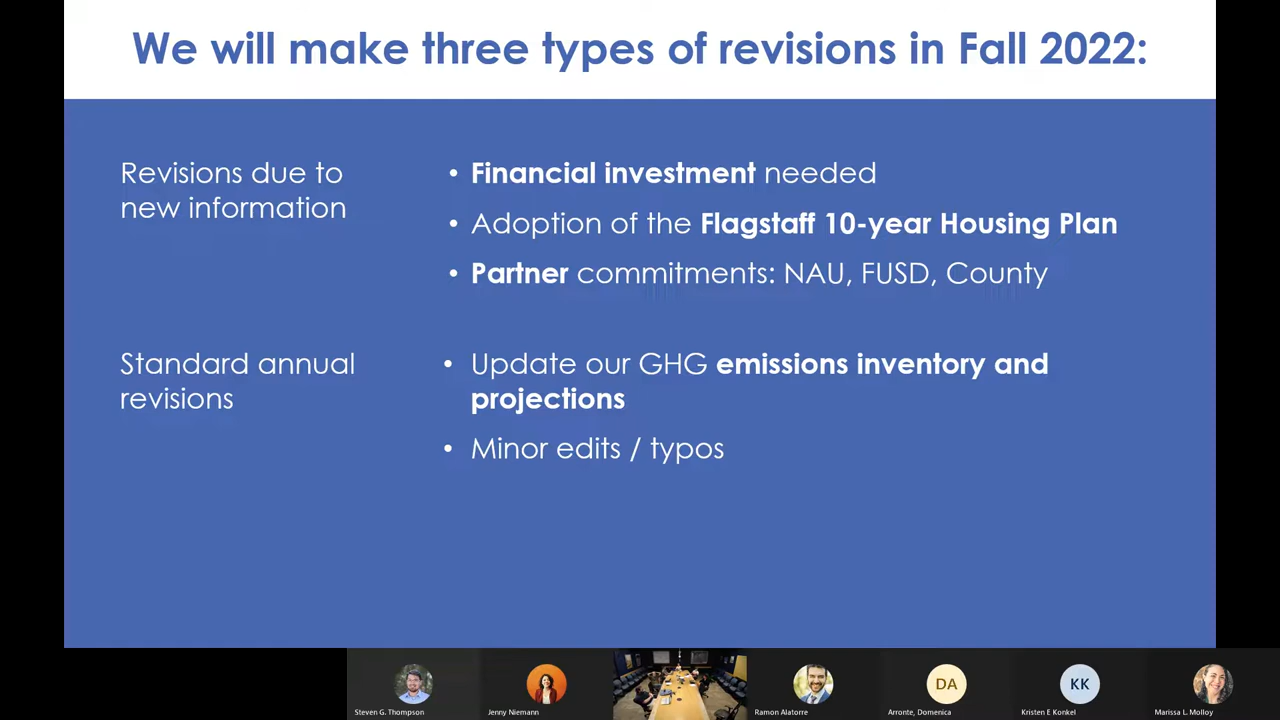 We will make three types of revisions in Fall 2022:
Revisions due to
new information
• Financial investment needed
• Adoption of the Flagstaff 10-year Housing Plan
• Partner commitments: NAU, FUSD, County
Standard annual
revisions
• Update our GHG emissions inventory and
projections
• Minor edits / typos
Steven G. Thompson
Jenny Niemann
Ramon Alatorre
DA
Arronte, Domenica
KK
Kristen E Konkel
Marissa L. Molloy